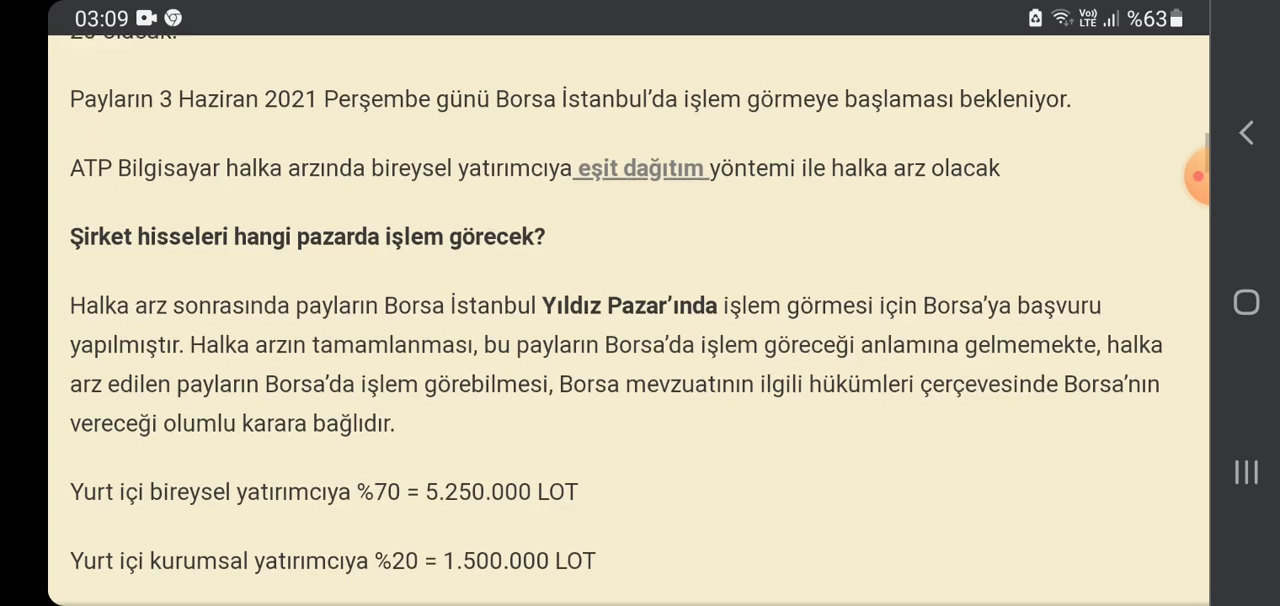 03:09
Vo))
LTE
%63
Payların 3 Haziran 2021 Perşembe günü Borsa İstanbul’da işlem görmeye başlaması bekleniyor.
ATP Bilgisayar halka arzında bireysel yatırımcıya eşit dağıtım yöntemi ile halka arz olacak
Şirket hisseleri hangi pazarda işlem görecek?
Halka arz sonrasında payların Borsa İstanbul Yıldız Pazar’ında işlem görmesi için Borsa’ya başvuru
yapılmıştır. Halka arzın tamamlanması, bu payların Borsa’da işlem göreceği anlamına gelmemekte, halka
arz edilen payların Borsa’da işlem görebilmesi, Borsa mevzuatının ilgili hükümleri çerçevesinde Borsa’nın
vereceği olumlu karara bağlıdır.
Yurt içi bireysel yatırımcıya %70 = 5.250.000 LOT
Yurt içi kurumsal yatırımcıya %20 = 1.500.000 LOT